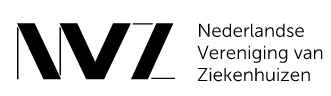 NVZ
Nederlandse
Vereniging van
Ziekenhuizen